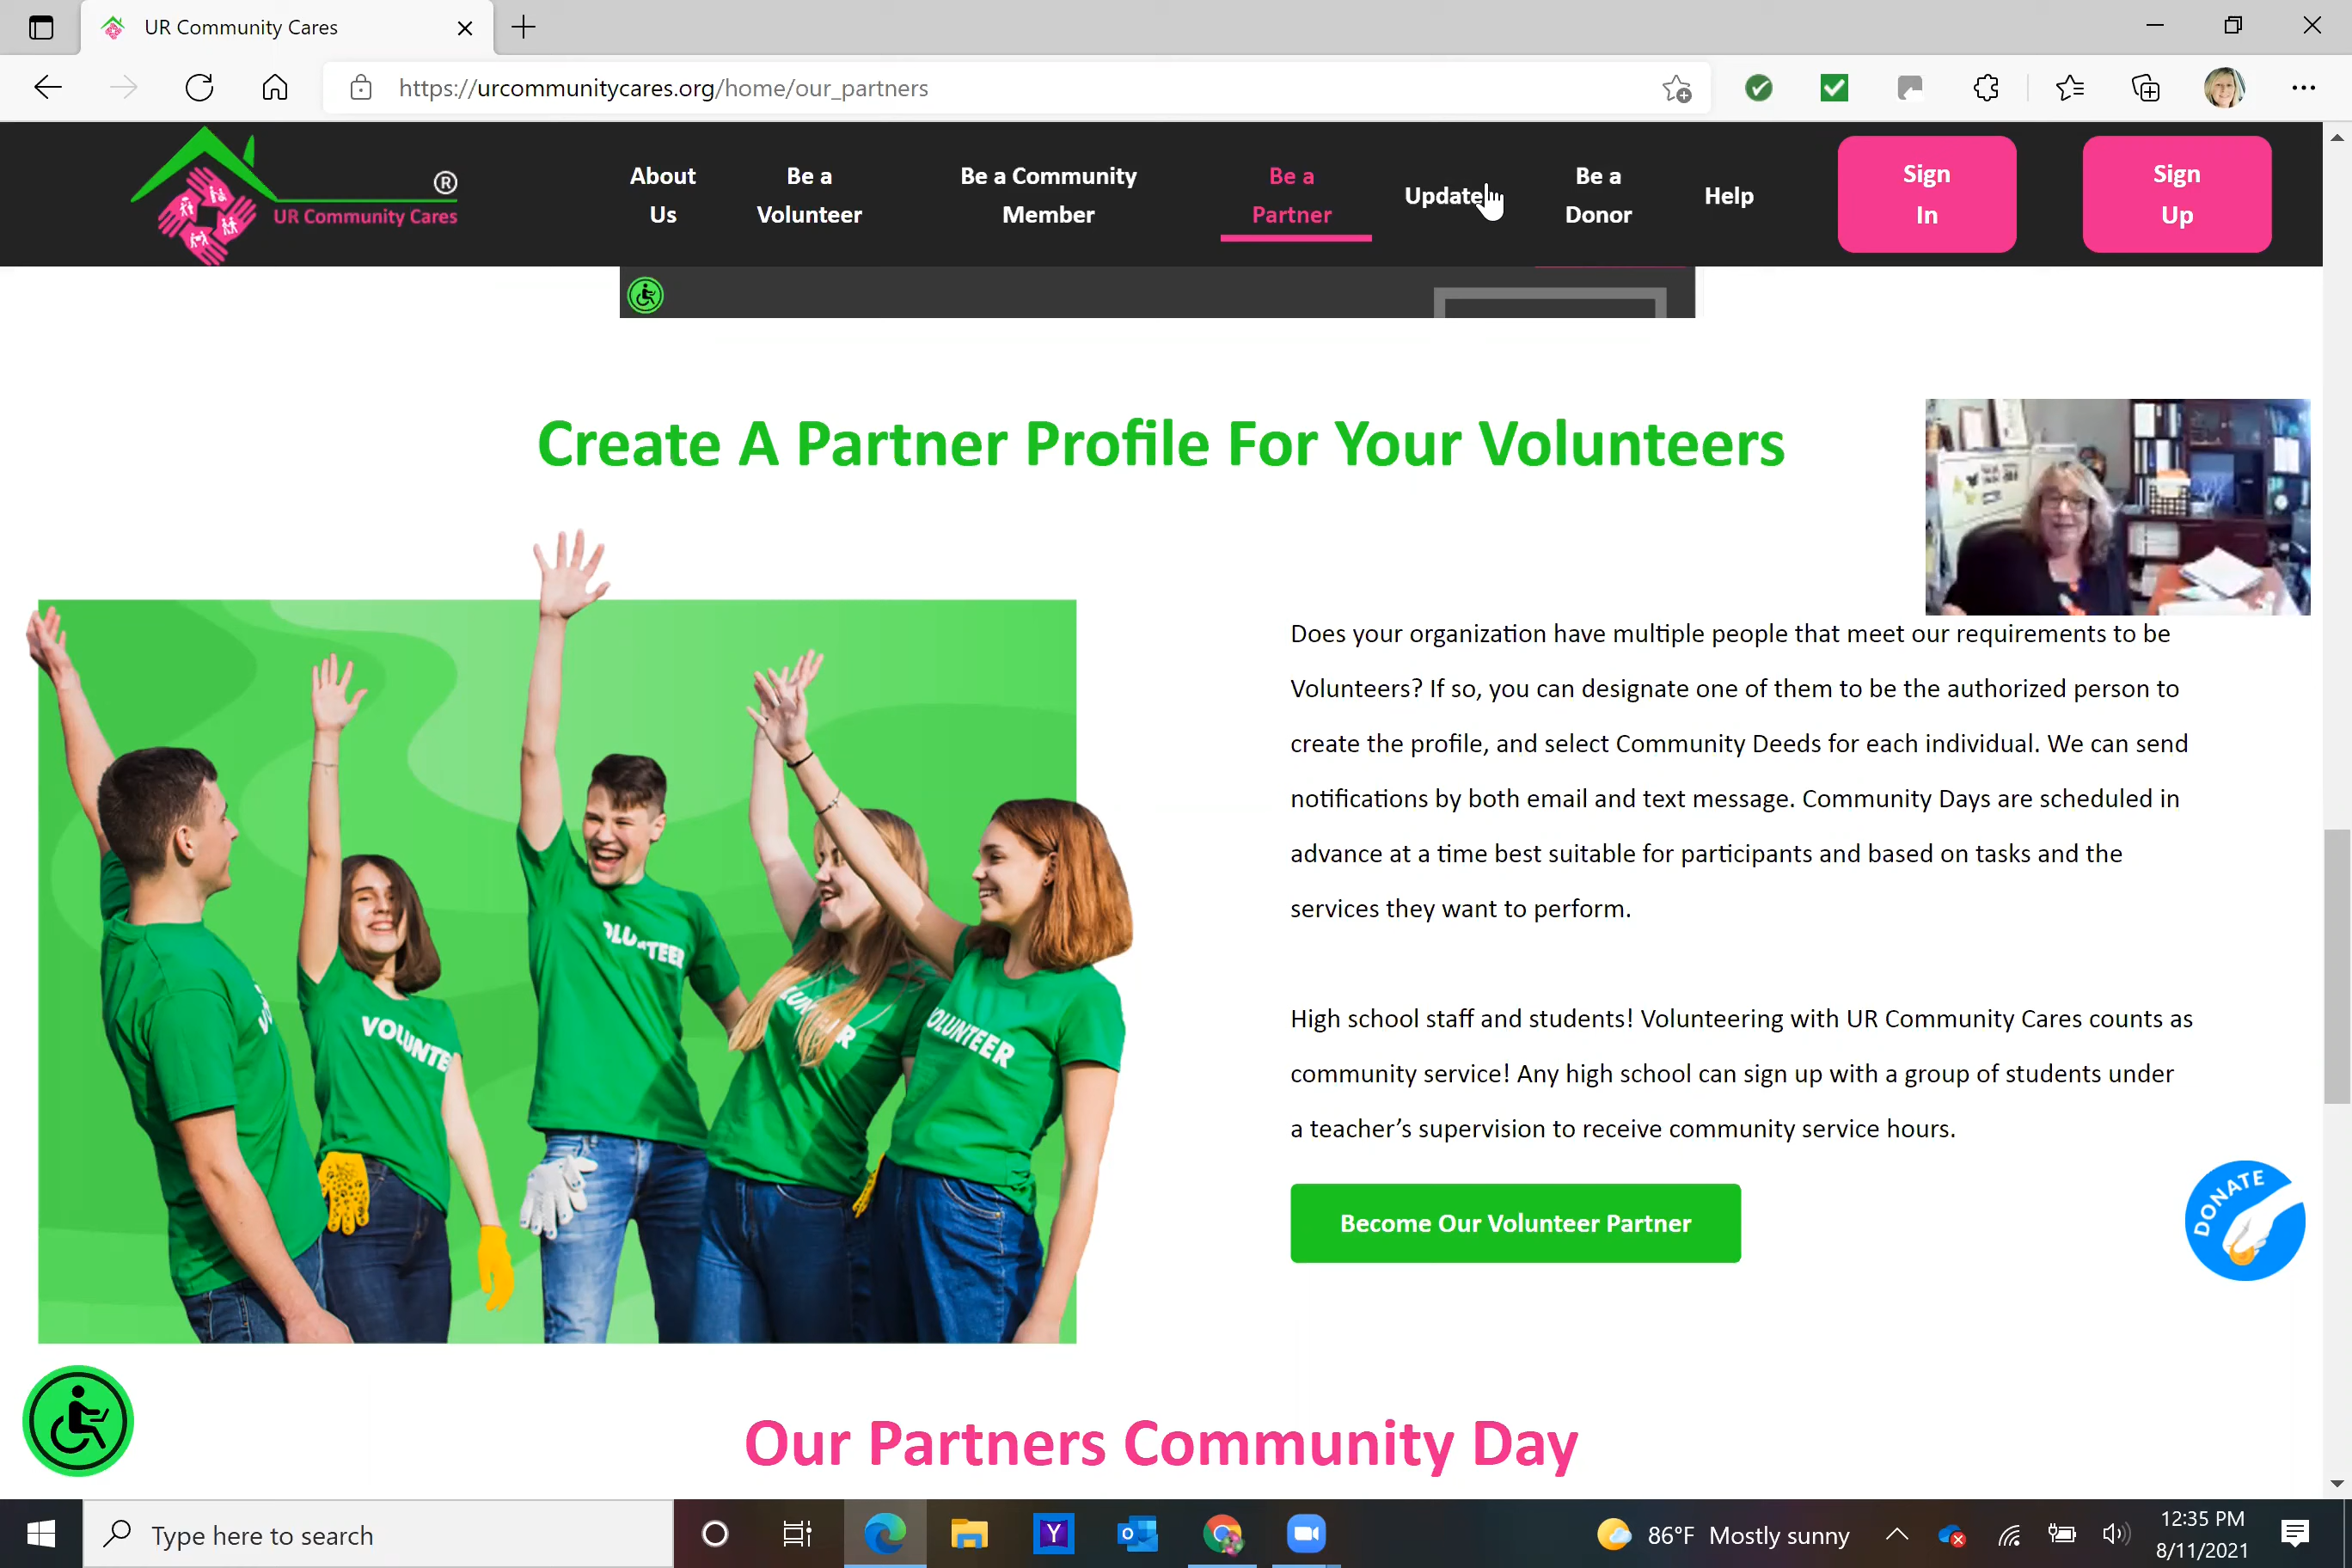 UR Community Cares
https://urcommunitycares.org/home/our_partners
UR Community Cares ®
About Us
Be a Volunteer
Be a Community Member
Be a Partner
Update
Be a Donor
Help
Sign In
Sign Up
Create A Partner Profile For Your Volunteers
Does your organization have multiple people that meet our requirements to be
Volunteers? If so, you can designate one of them to be the authorized person to
create the profile, and select Community Deeds for each individual. We can send
notifications by both email and text message. Community Days are scheduled in
advance at a time best suitable for participants and based on tasks and the
services they want to perform.
High school staff and students! Volunteering with UR Community Cares counts as
community service! Any high school can sign up with a group of students under
a teacher’s supervision to receive community service hours.
Become Our Volunteer Partner
DONATE
VOLUNTE
OLUNTEER
Our Partners Community Day
Type here to search
86°F Mostly sunny
12:35 PM
8/11/2021